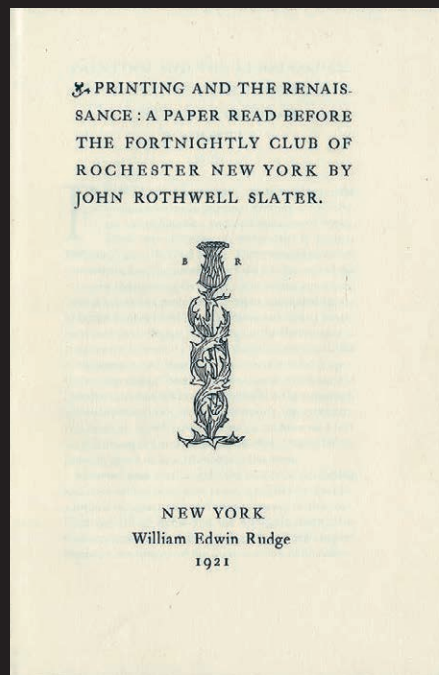 PRINTING AND THE RENAIS-
SANCE : A PAPER READ BEFORE
THE FORTNIGHTLY CLUB OF
ROCHESTER NEW YORK BY
JOHN ROTHWELL SLATER.
B R
NEW YORK
William Edwin Rudge
1921